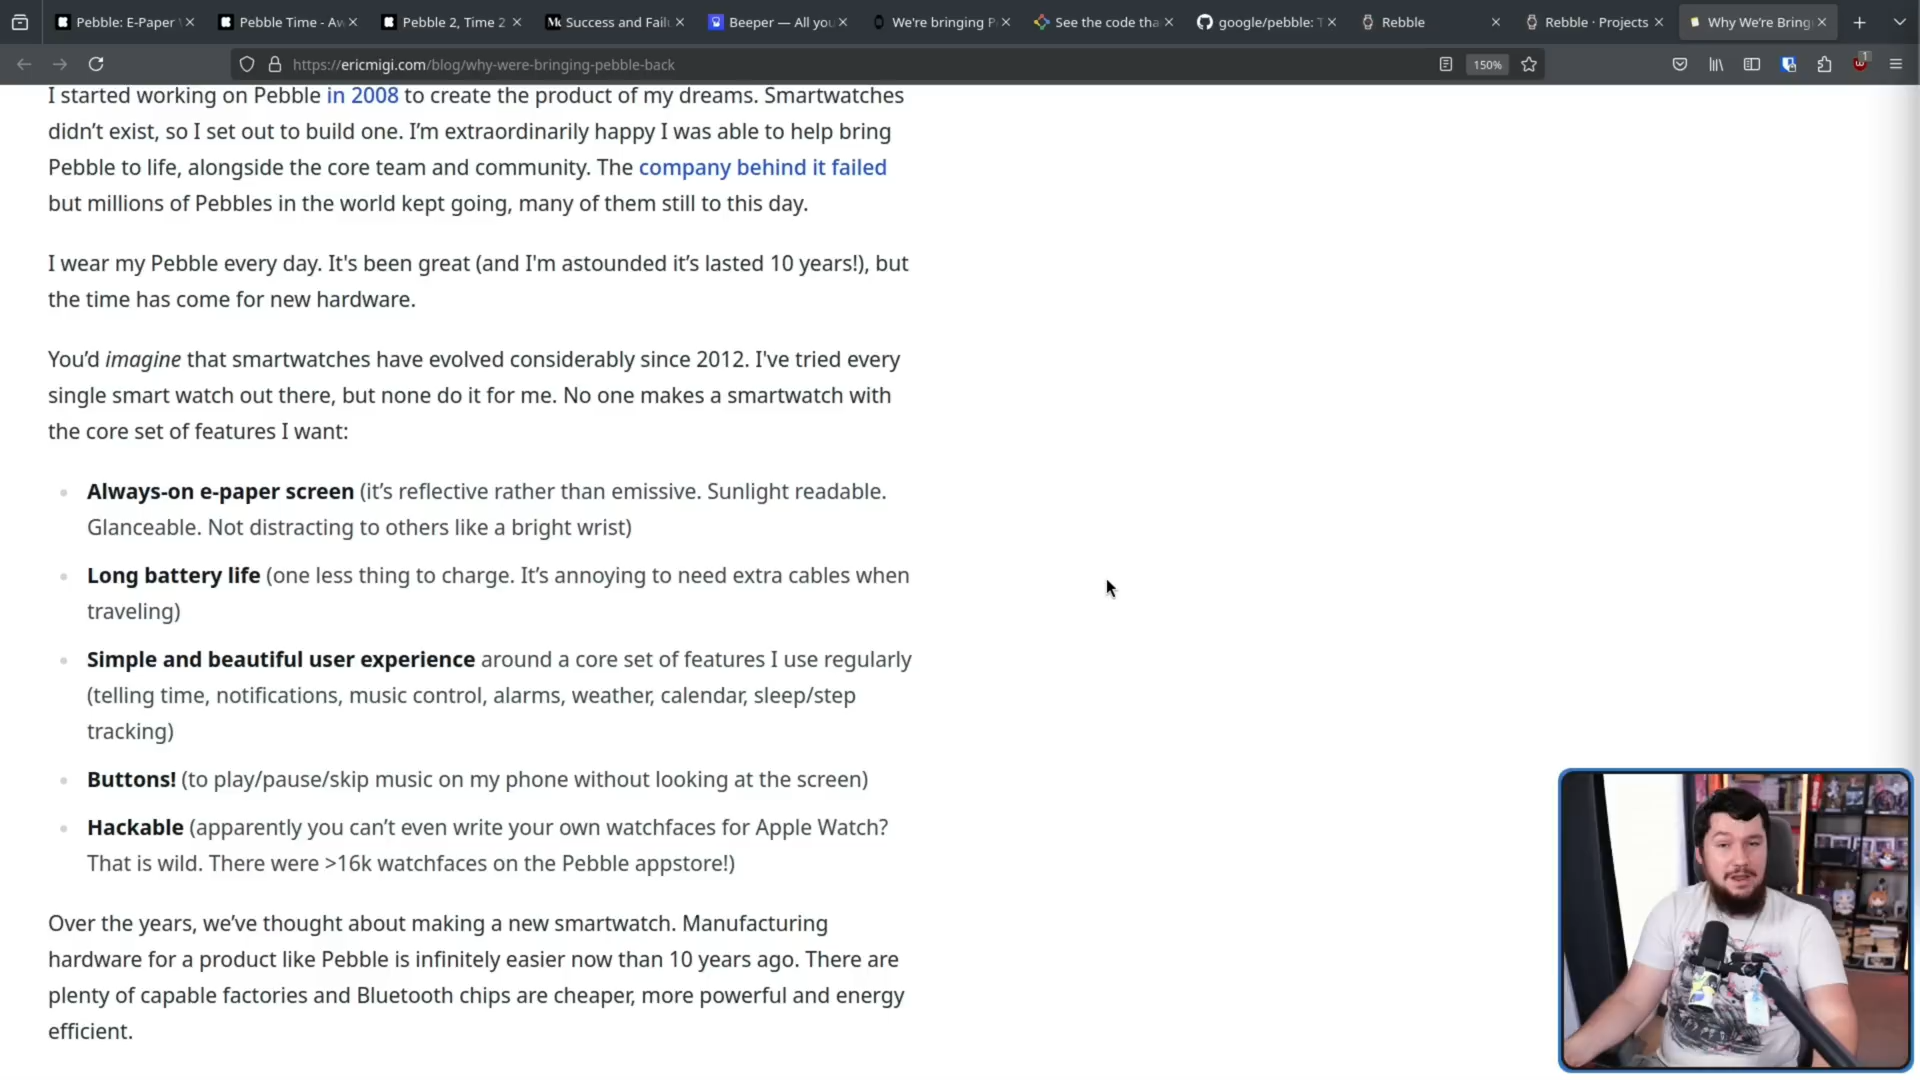 Pebble: E-Paper
Pebble Time - Aw
Pebble 2, Time 2
Success and Fail
Beeper — All you
We're bringing P
See the code tha
google/pebble: T
Rebble
Rebble · Projects
Why We're Bring
https://ericmigi.com/blog/why-were-bringing-pebble-back
150%
1
I started working on Pebble in 2008 to create the product of my dreams. Smartwatches
didn't exist, so I set out to build one. I'm extraordinarily happy I was able to help bring
Pebble to life, alongside the core team and community. The company behind it failed
but millions of Pebbles in the world kept going, many of them still to this day.
I wear my Pebble every day. It's been great (and I'm astounded it's lasted 10 years!), but
the time has come for new hardware.
You'd imagine that smartwatches have evolved considerably since 2012. I've tried every
single smart watch out there, but none do it for me. No one makes a smartwatch with
the core set of features I want:
Always-on e-paper screen (it's reflective rather than emissive. Sunlight readable.
Glanceable. Not distracting to others like a bright wrist)
Long battery life (one less thing to charge. It's annoying to need extra cables when
traveling)
Simple and beautiful user experience around a core set of features I use regularly
(telling time, notifications, music control, alarms, weather, calendar, sleep/step
tracking)
Buttons! (to play/pause/skip music on my phone without looking at the screen)
Hackable (apparently you can't even write your own watchfaces for Apple Watch?
That is wild. There were >16k watchfaces on the Pebble appstore!)
Over the years, we've thought about making a new smartwatch. Manufacturing
hardware for a product like Pebble is infinitely easier now than 10 years ago. There are
plenty of capable factories and Bluetooth chips are cheaper, more powerful and energy
efficient.